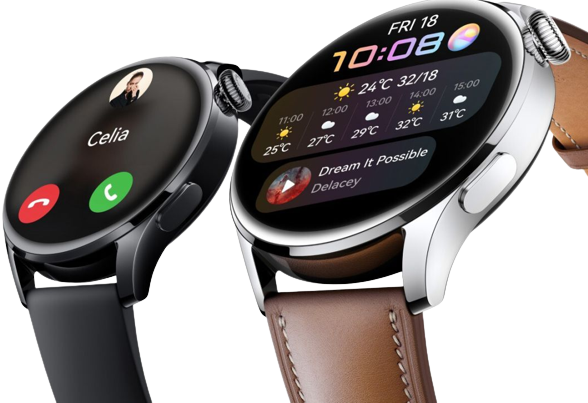 Celia
FRI 18
10:08
24°C 32/18
11:00 12:00 13:00 14:00 15:00
25°C 27°C 29°C 32°C 31°C
Dream It Possible
Delacey